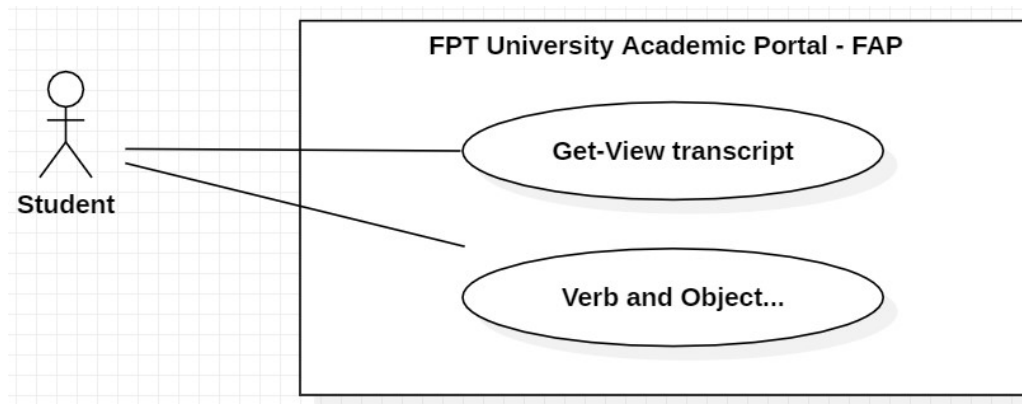 FPT University Academic Portal - FAP
Get-View transcript
Student
Verb and Object...